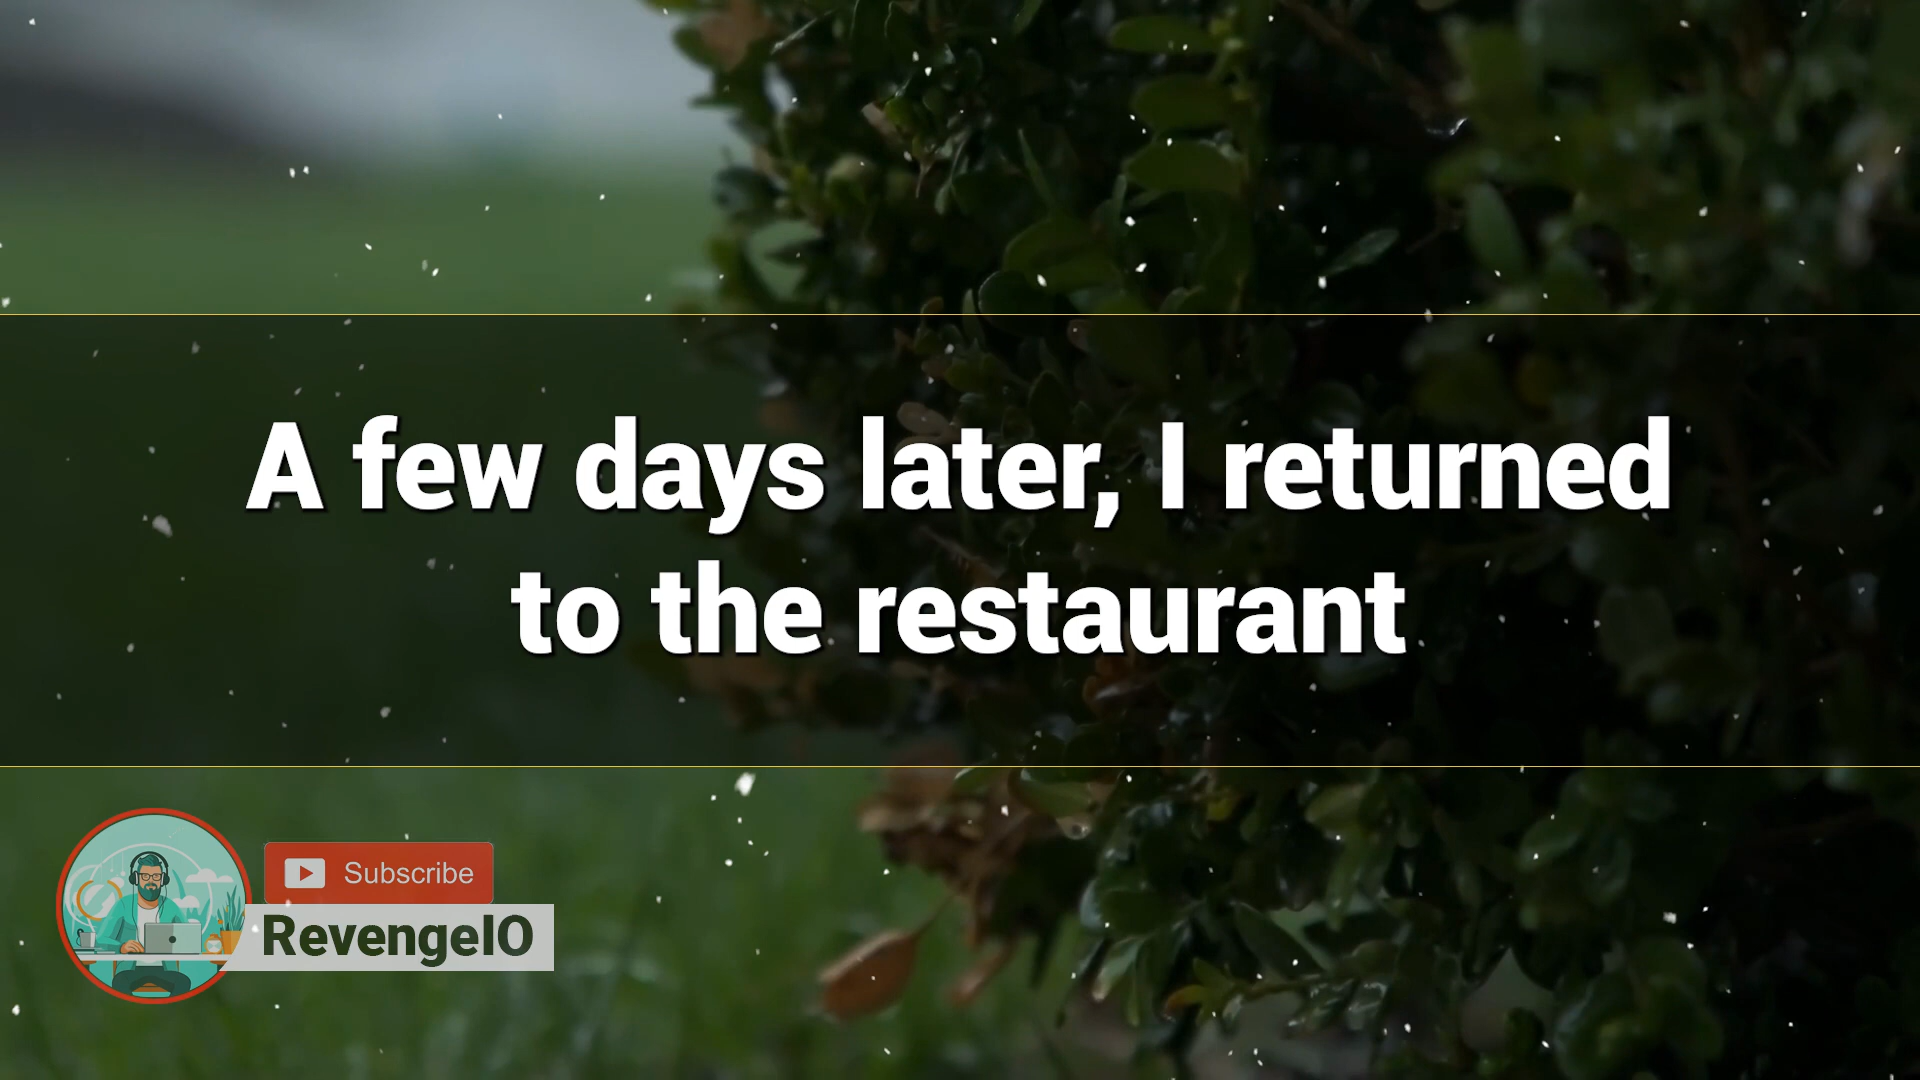 A few days later, I returned
to the restaurant
Subscribe
RevengeIO